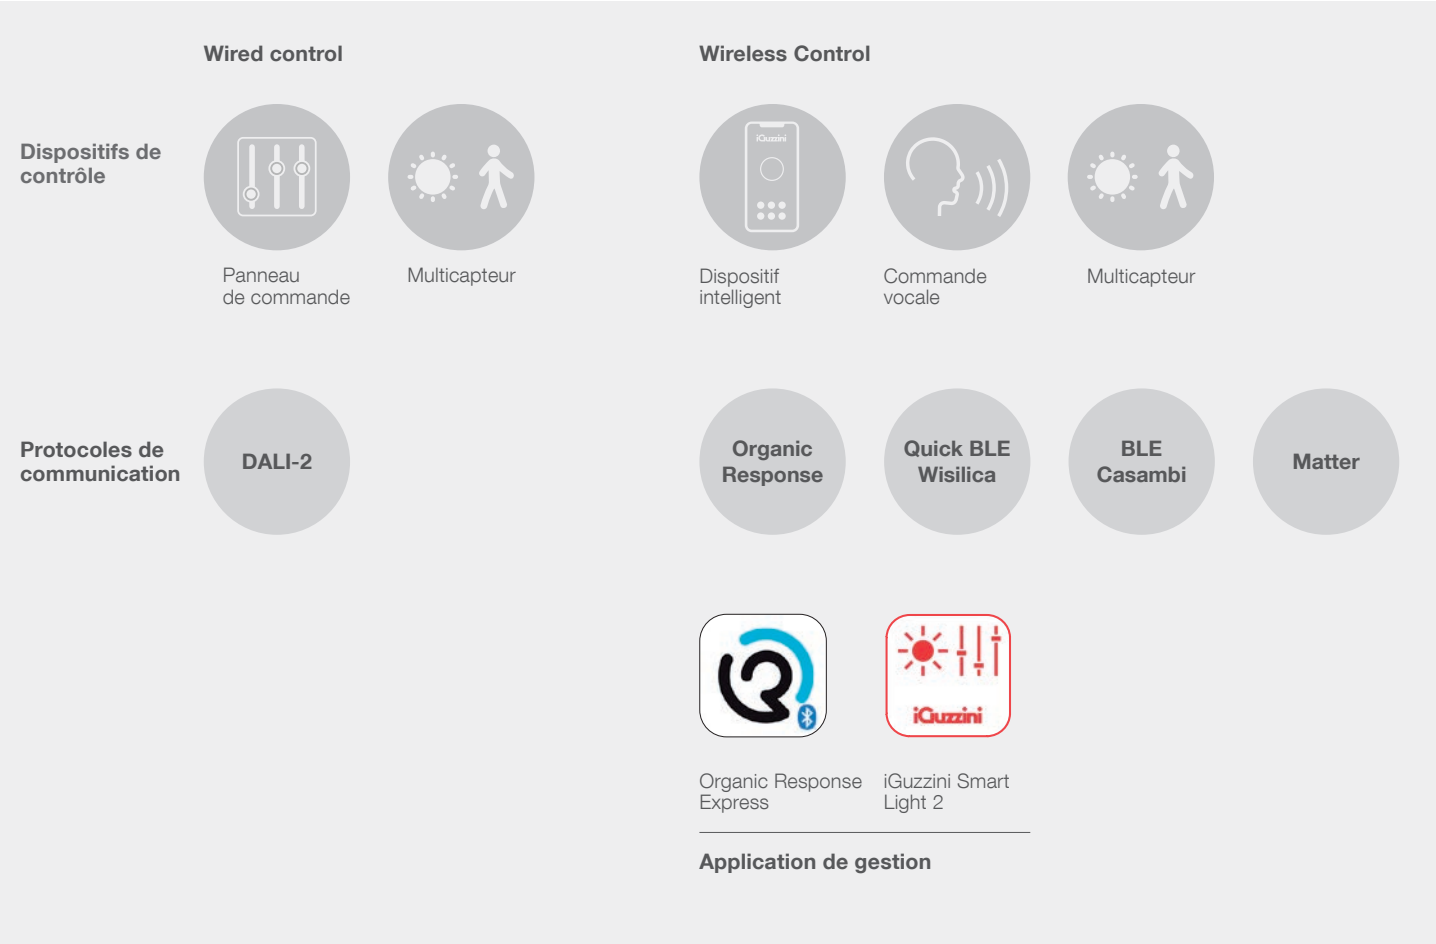 Wired control
Wireless Control
Dispositifs de
contrôle
iGuzzini
Panneau
de commande
Multicapteur
Dispositif
intelligent
Commande
vocale
Multicapteur
Protocoles de
communication
DALI-2
Organic
Response
Quick BLE
Wisilica
BLE
Casambi
Matter
iGuzzini
Organic Response
Express
iGuzzini Smart
Light 2
Application de gestion